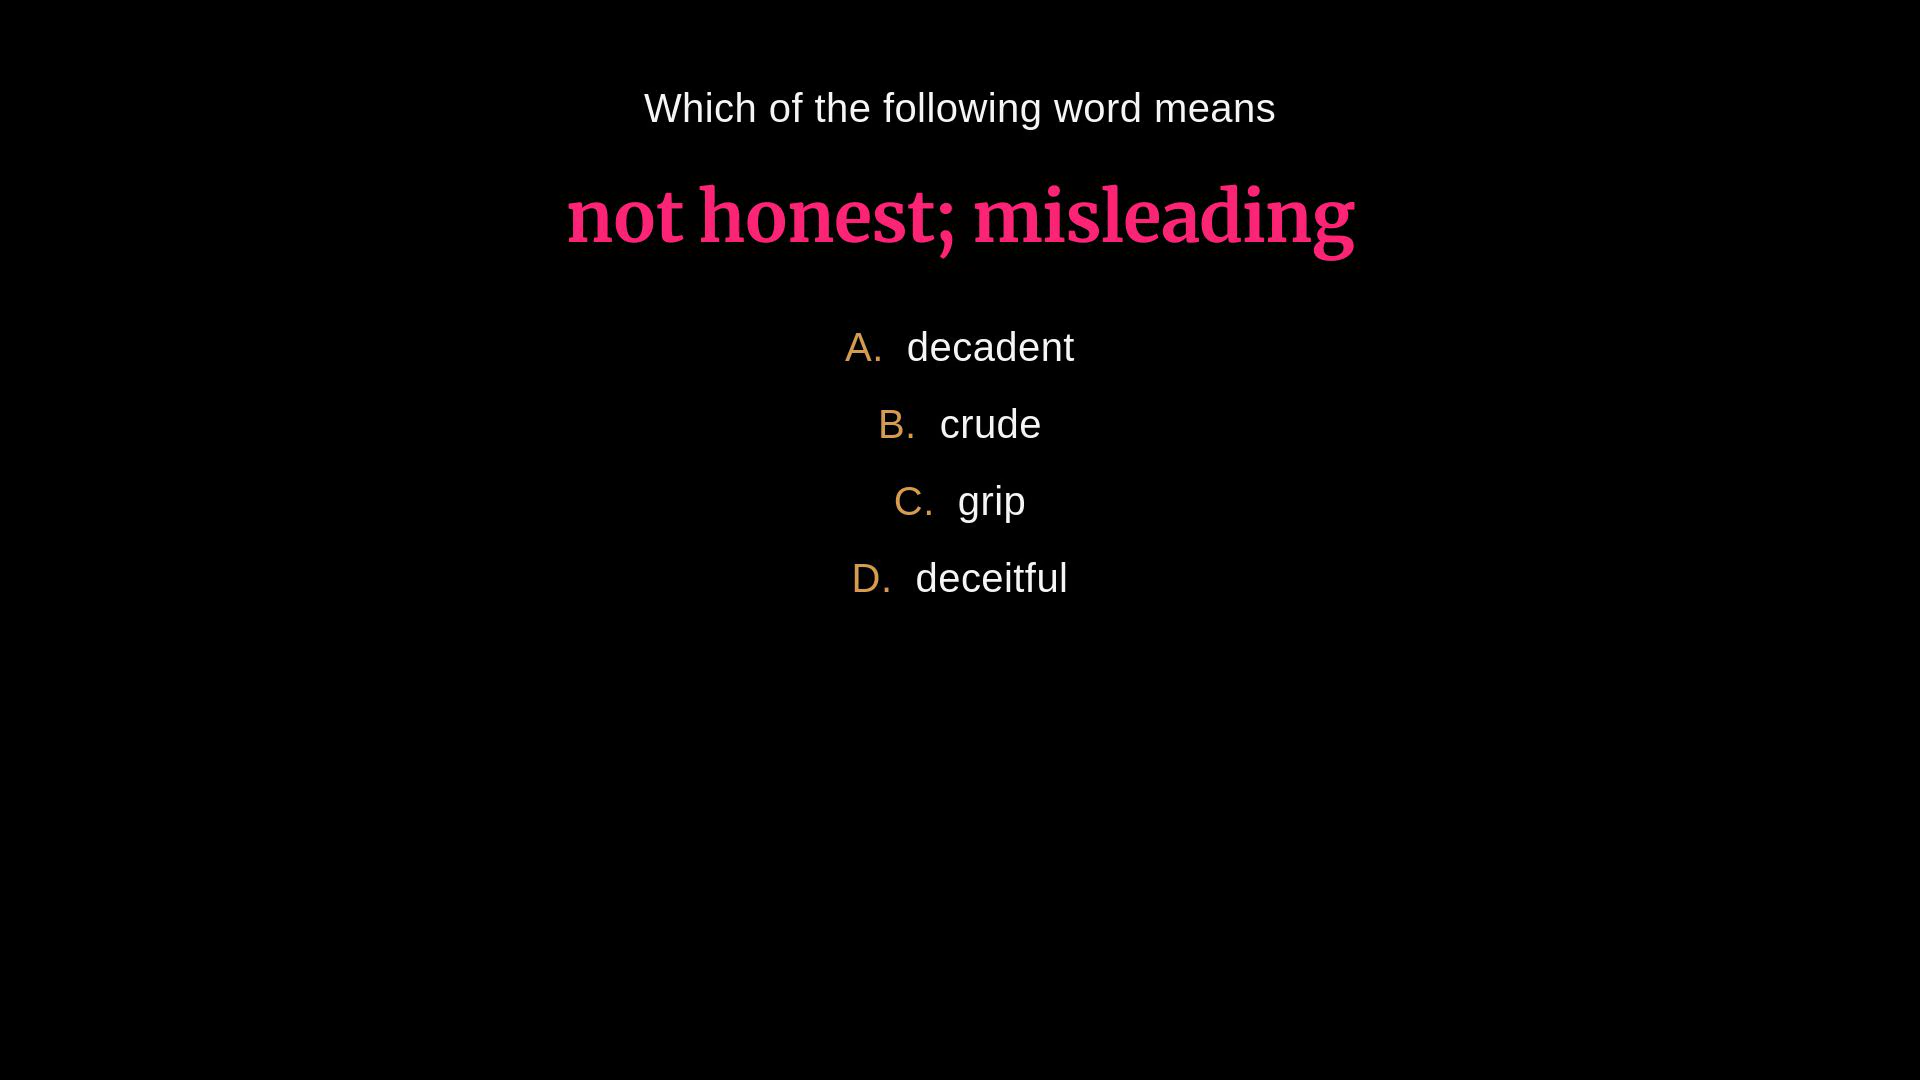 Which of the following word means
not honest; misleading
A. decadent
B. crude
C. grip
D. deceitful